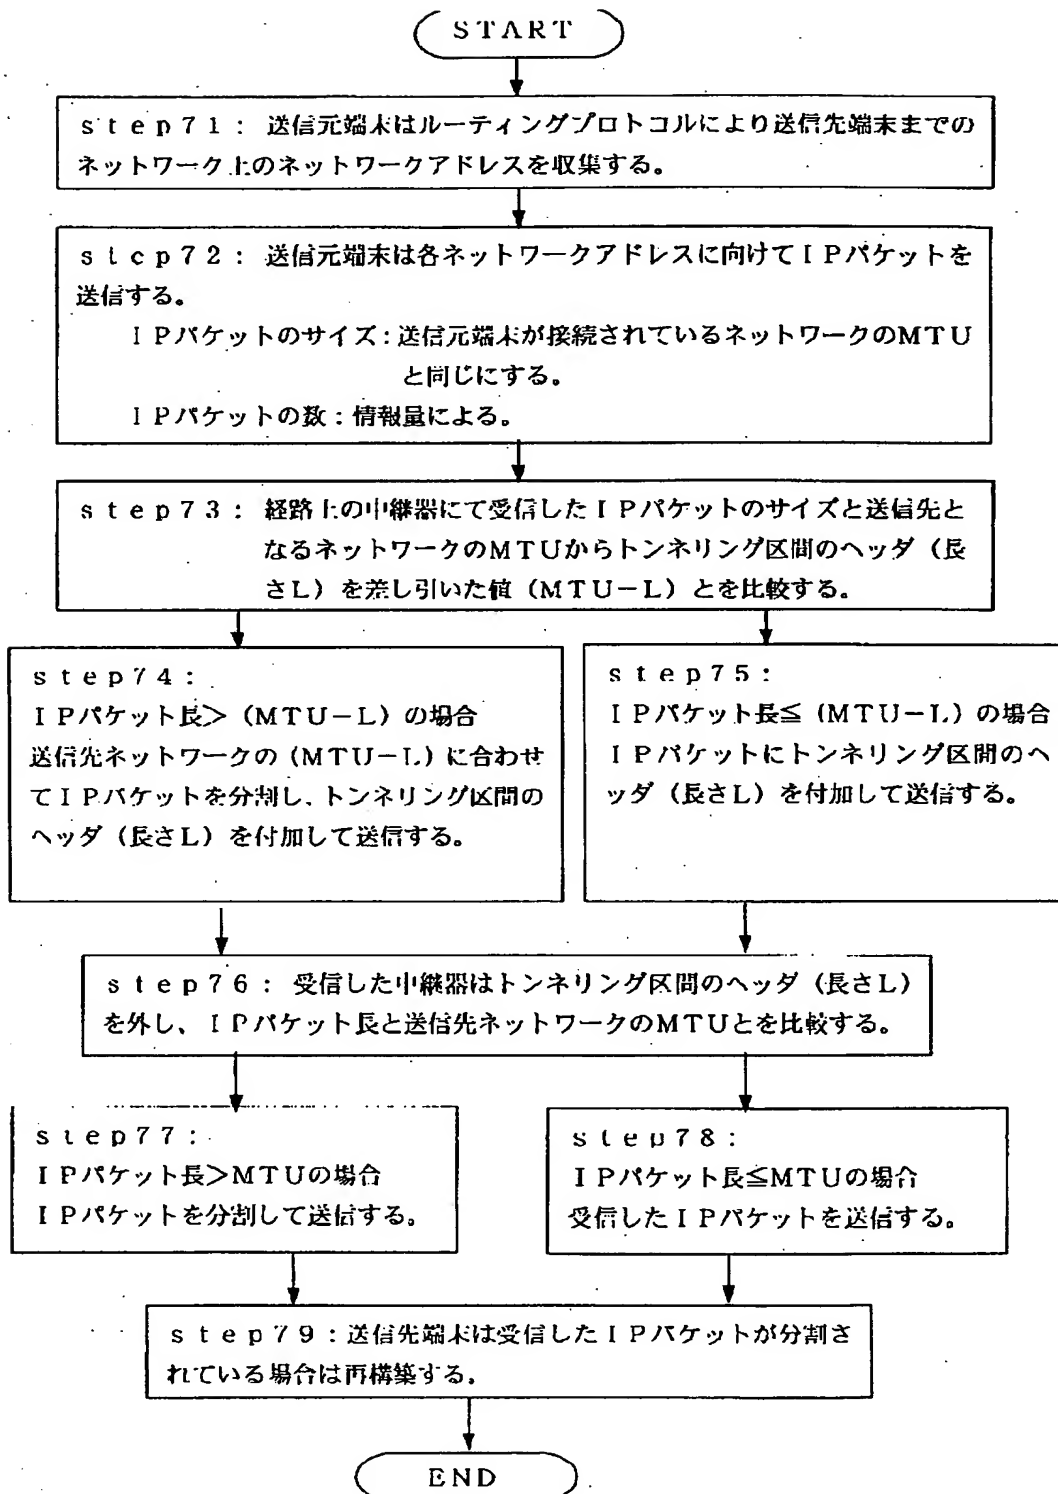 START
step71：送信元端末はルーティングプロトコルにより送信先端末までの
ネットワーク上のネットワークアドレスを収集する。
step72：送信元端末は各ネットワークアドレスに向けてIPパケットを
送信する。
IPパケットのサイズ：送信元端末が接続されているネットワークのMTU
と同じにする。
IPパケットの数：情報量による。
step73：経路上の中継器にて受信したIPパケットのサイズと送信先と
なるネットワークのMTUからトンネリング区間のヘッダ（長
さL）を差し引いた値（MTU－L）とを比較する。
step74：
IPパケット長＞（MTU－L）の場合
送信先ネットワークの（MTU－L）に合わせ
てIPパケットを分割し、トンネリング区間の
ヘッダ（長さL）を付加して送信する。
step75：
IPパケット長≦（MTU－L）の場合
IPパケットにトンネリング区間のヘ
ッダ（長さL）を付加して送信する。
step76：受信した中継器はトンネリング区間のヘッダ（長さL）
を外し、IPパケット長と送信先ネットワークのMTUとを比較する。
step77：
IPパケット長＞MTUの場合
IPパケットを分割して送信する。
step78：
IPパケット長≦MTUの場合
受信したIPパケットを送信する。
step79：送信先端末は受信したIPパケットが分割さ
れている場合は再構築する。
END